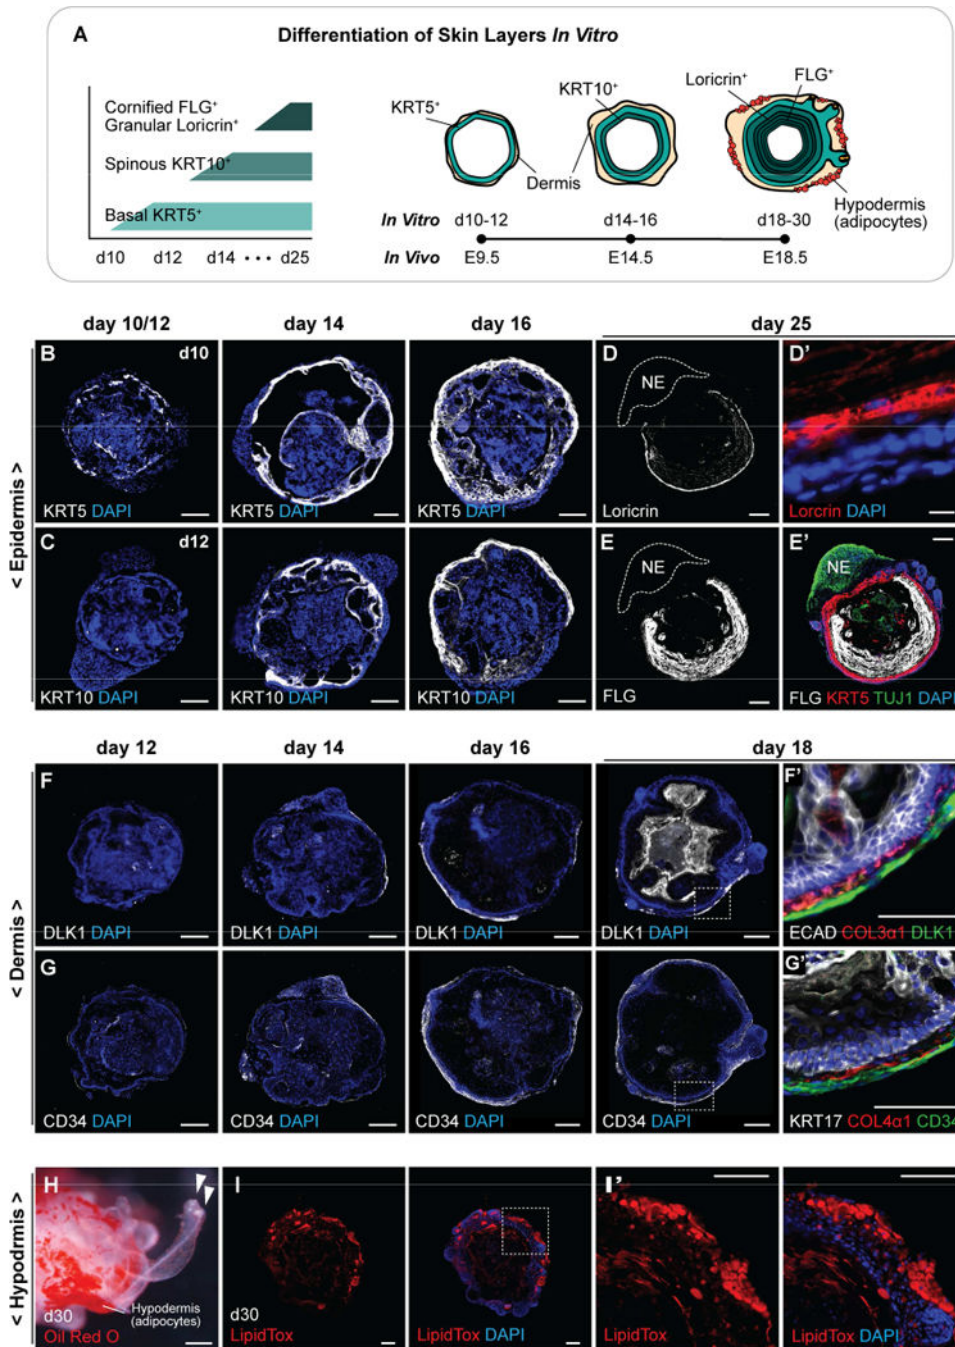 A
Differentiation of Skin Layers In Vitro
Cornified FLG⁺
Granular Loricrin⁺
Spinous KRT10⁺
Basal KRT5⁺
d10 d12 d14 • • • d25
KRT5⁺
KRT10⁺
Loricrin⁺
FLG⁺
Dermis
Hypodermis
(adipocytes)
In Vitro d10-12 d14-16 d18-30
In Vivo E9.5 E14.5 E18.5
day 10/12 day 14 day 16 day 25
< Epidermis >
B d10
KRT5 DAPI
KRT5 DAPI
KRT5 DAPI
D NE
Loricrin
D'
Lorcrin DAPI
C d12
KRT10 DAPI
KRT10 DAPI
KRT10 DAPI
E NE
FLG
E' NE
FLG KRT5 TUJ1 DAPI
day 12 day 14 day 16 day 18
< Dermis >
F
DLK1 DAPI
DLK1 DAPI
DLK1 DAPI
DLK1 DAPI
F'
ECAD COL3α1 DLK1
G
CD34 DAPI
CD34 DAPI
CD34 DAPI
CD34 DAPI
G'
KRT17 COL4α1 CD34
< Hypodrmis >
H
d30
Hypodermis
(adipocytes)
Oil Red O
I
d30
LipidTox
LipidTox DAPI
I'
LipidTox
LipidTox DAPI